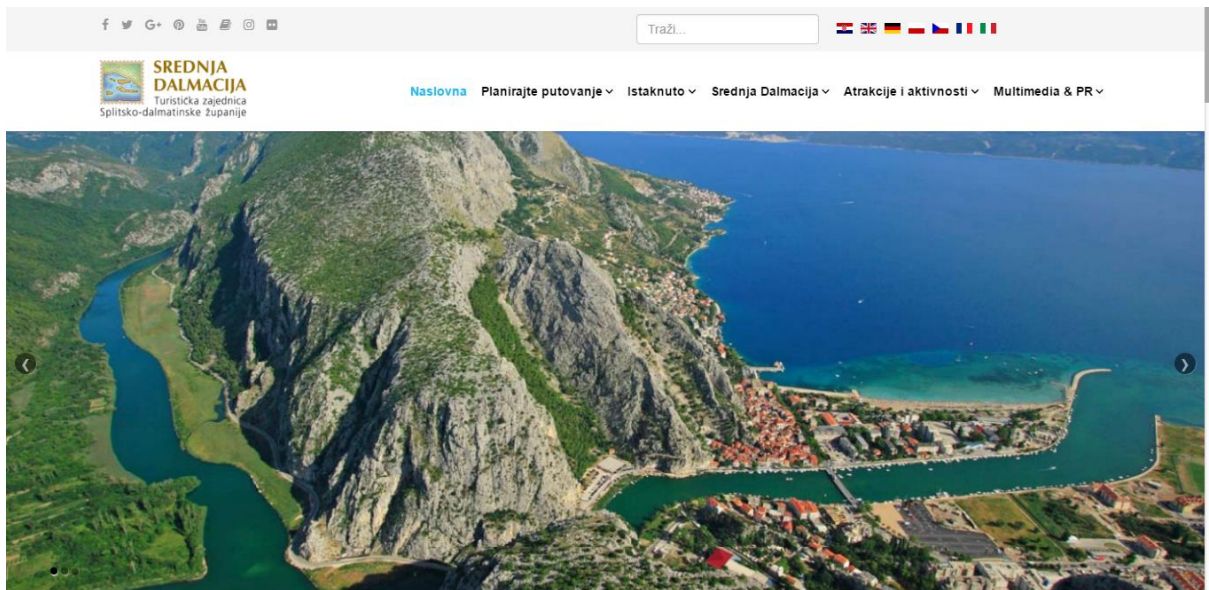 Traži...
SREDNJA
DALMACIJA
Turistička zajednica
Splitsko-dalmatinske županije
Naslovna Planirajte putovanje Istaknuto Srednja Dalmacija Atrakcije i aktivnosti Multimedia & PR